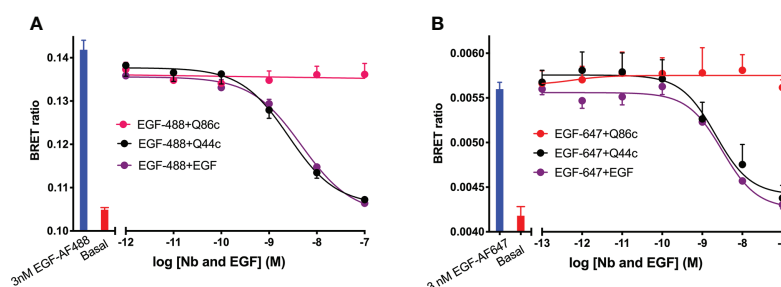 A
BRET ratio
0.14
0.13
0.12
0.11
0.10
EGF-488+Q86c
EGF-488+Q44c
EGF-488+EGF
3nM EGF-AF488
Basal
-12 -11 -10 -9 -8 -7
log [Nb and EGF] (M)
B
BRET ratio
0.0060
0.0055
0.0050
0.0045
0.0040
EGF-647+Q86c
EGF-647+Q44c
EGF-647+EGF
3 nM EGF-AF647
Basal
-13 -12 -11 -10 -9 -8
log [Nb and EGF] (M)